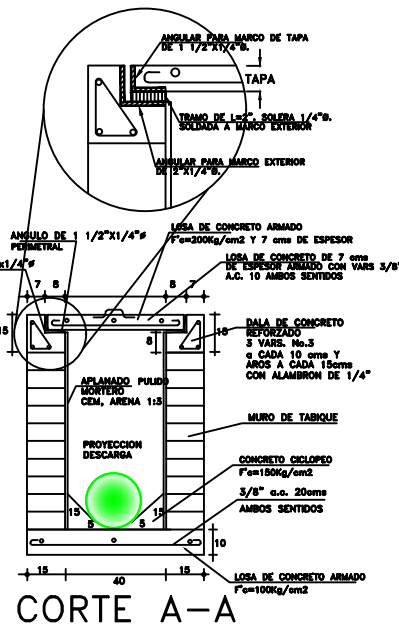 ANGULAR PARA MARCO DE TAPA
DE 1 1/2"X1/4"ø.
TAPA
TRAMO DE L=2", SOLERA 1/4"ø.
SOLDADA A MARCO EXTERIOR
ANGULAR PARA MARCO EXTERIOR
DE 2"X1/4"ø.
ANGULO DE 1 1/2"X1/4"ø
PERIMETRAL
X1/4"ø
LOSA DE CONCRETO ARMADO
F'c=200Kg/cm2 Y 7 cms DE ESPESOR
LOSA DE CONCRETO DE 7 cms
DE ESPESOR ARMADO CON VARS 3/8"
A.C. 10 AMBOS SENTIDOS
7 8 8 7
15
8
DALA DE CONCRETO
REFORZADO
3 VARS. No.3
a CADA 10 cms Y
AROS A CADA 15cms
CON ALAMBRON DE 1/4"
APLANADO PULIDO
MORTERO
CEM, ARENA 1:3
MURO DE TABIQUE
PROYECCION
DESCARGA
CONCRETO CICLOPEO
F'c=150Kg/cm2
3/8" a.c. 20cms
AMBOS SENTIDOS
15 15
5 5
10
15 40 15
LOSA DE CONCRETO ARMADO
F'c=100Kg/cm2
CORTE A-A